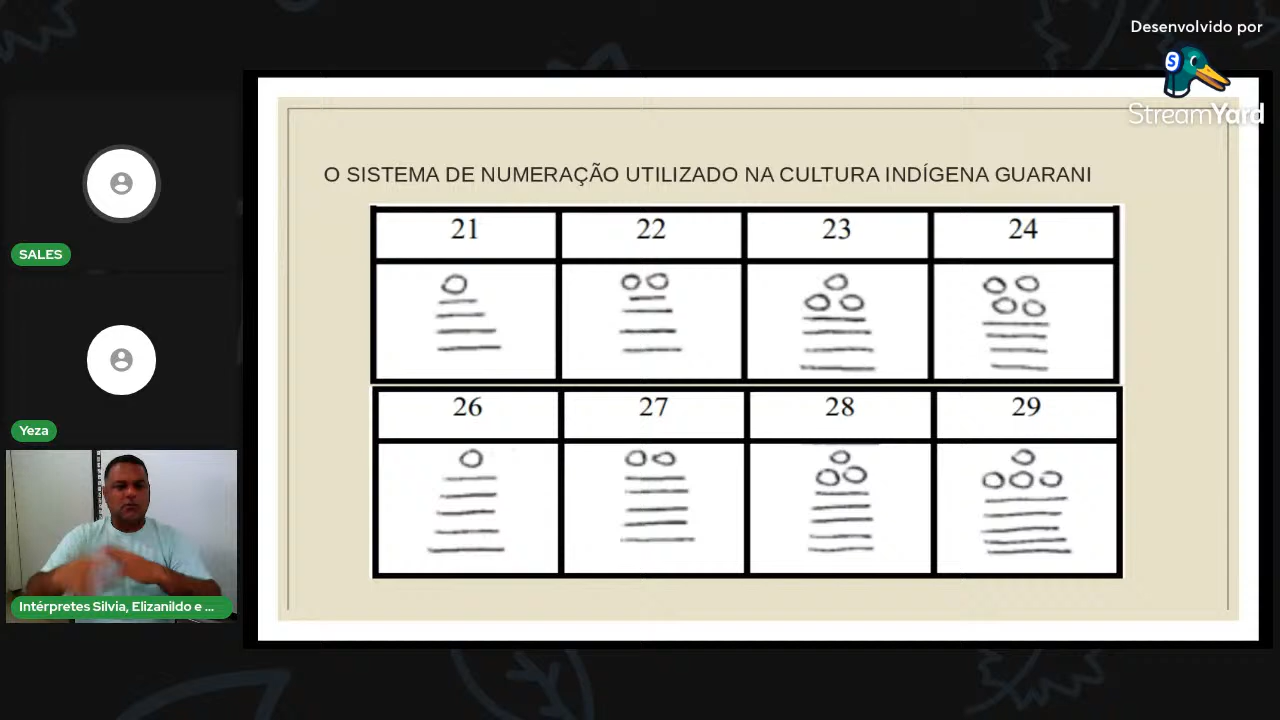 Desenvolvido por
S
StreamYard
O SISTEMA DE NUMERAÇÃO UTILIZADO NA CULTURA INDÍGENA GUARANI
21 22 23 24
26 27 28 29
SALES
Yeza
Intérpretes Silvia, Elizanildo e ...